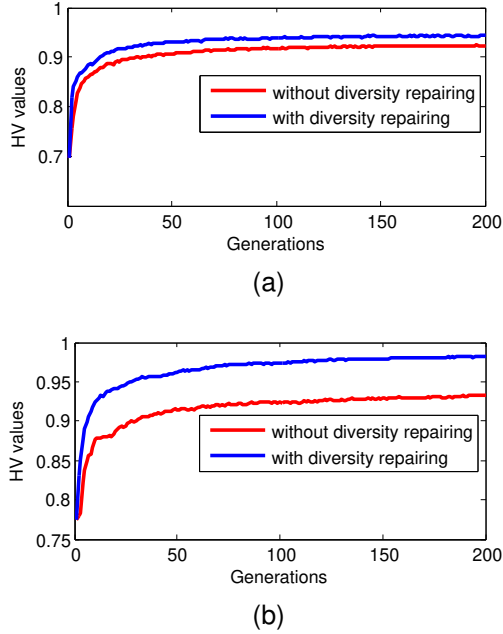 1
0.9
0.8
0.7
HV values
without diversity repairing
with diversity repairing
0 50 100 150 200
Generations
(a)
1
0.95
0.9
0.85
0.8
0.75
HV values
without diversity repairing
with diversity repairing
0 50 100 150 200
Generations
(b)